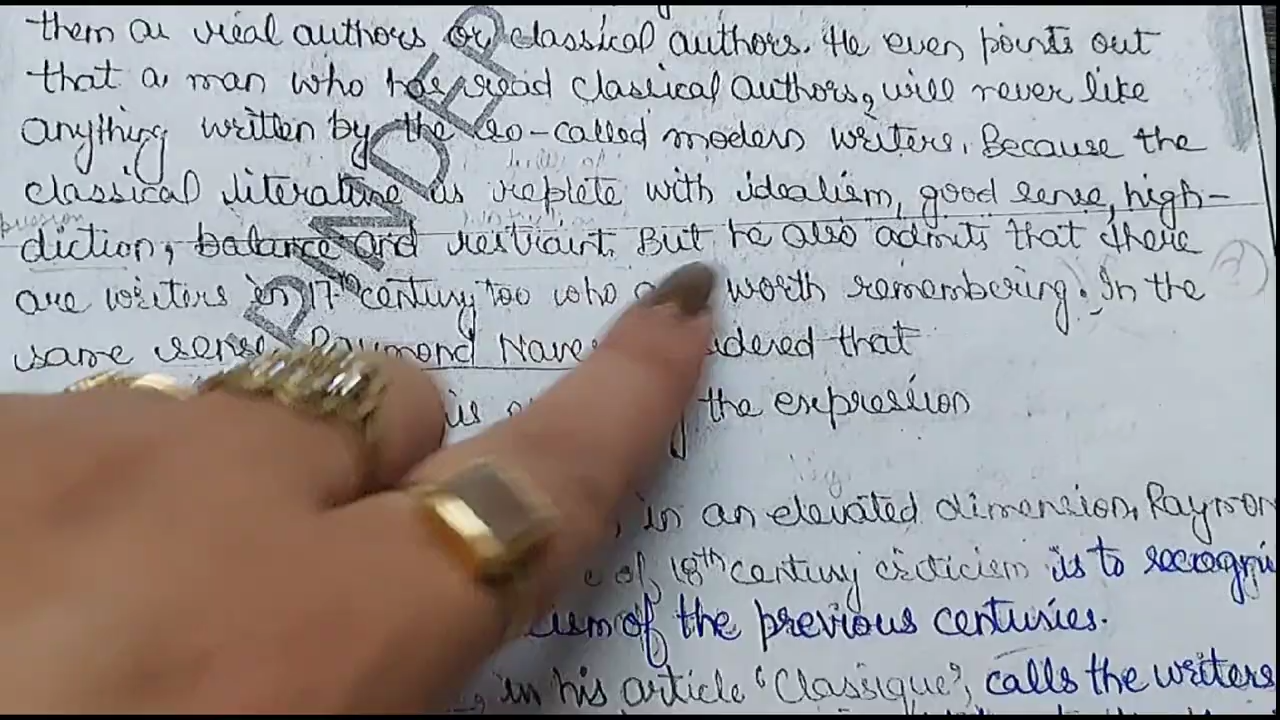 them as real authors or classical authors. He even points out
that a man who has read classical authors, will never like
anything written by the so-called modern writers. Because the
classical literature is replete with idealism, good sense, high-
diction, balance and restraint. But he also admits that there
are writers in 17th century too who worth remembering. In the
same sense, Raymond that
is the expression
in an elevated dimension, Raymon
of 18th century criticism is to recogni
of the previous centuries.
in his article 'Classique', calls the writers
PINDER